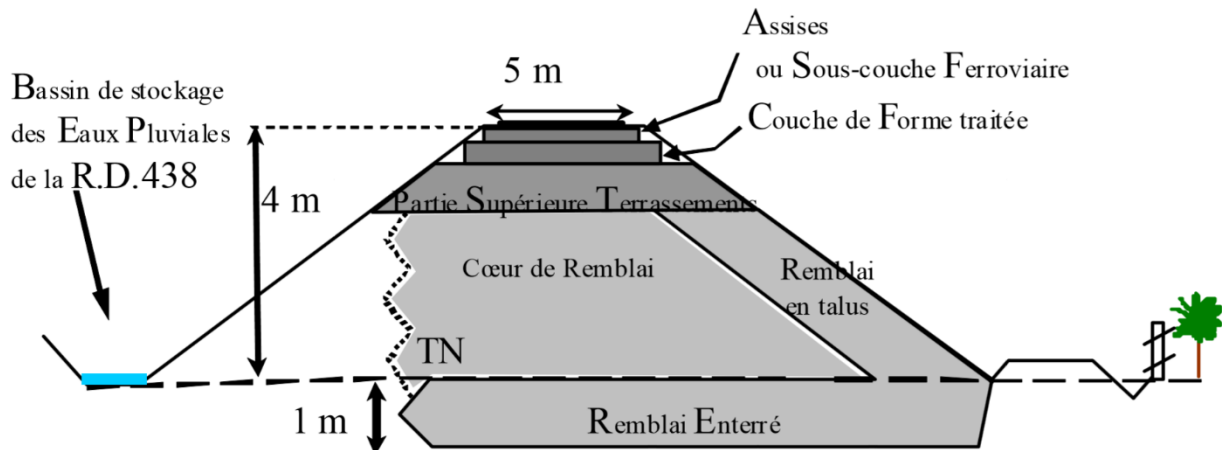 Assises
ou Sous-couche Ferroviaire
5 m
Bassin de stockage
des Eaux Pluviales
de la R.D.438
Couche de Forme traitée
4 m
Partie Supérieure Terrassements
Cœur de Remblai
Remblai
en talus
TN
1 m
Remblai Enterré